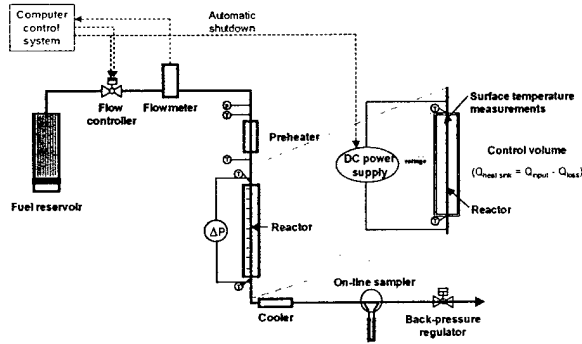 Computer
control
system
Automatic
shutdown
Flow
controller
Flowmeter
Fuel reservoir
Preheater
ΔP
Reactor
Cooler
On-line sampler
Back-pressure
regulator
DC power
supply
voltage
Surface temperature
measurements
Control volume
(Qheat sink = Qinput - Qloss)
Reactor